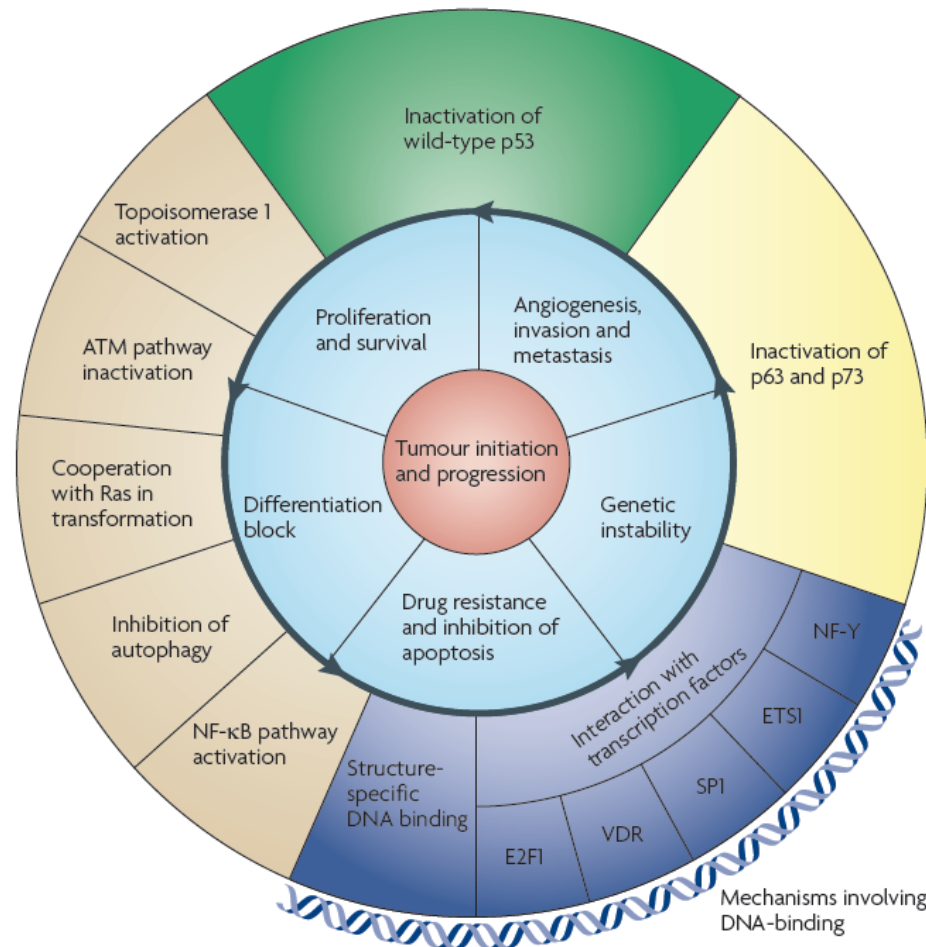 Inactivation of
wild-type p53
Topoisomerase 1
activation
Proliferation
and survival
Angiogenesis,
invasion and
metastasis
ATM pathway
inactivation
Inactivation of
p63 and p73
Tumour initiation
and progression
Cooperation
with Ras in
transformation
Differentiation
block
Genetic
instability
Drug resistance
and inhibition of
apoptosis
Inhibition of
autophagy
NF-κB pathway
activation
Structure-
specific
DNA binding
Interaction with
transcription factors
NF-Y
ETS1
SP1
VDR
E2F1
Mechanisms involving
DNA-binding